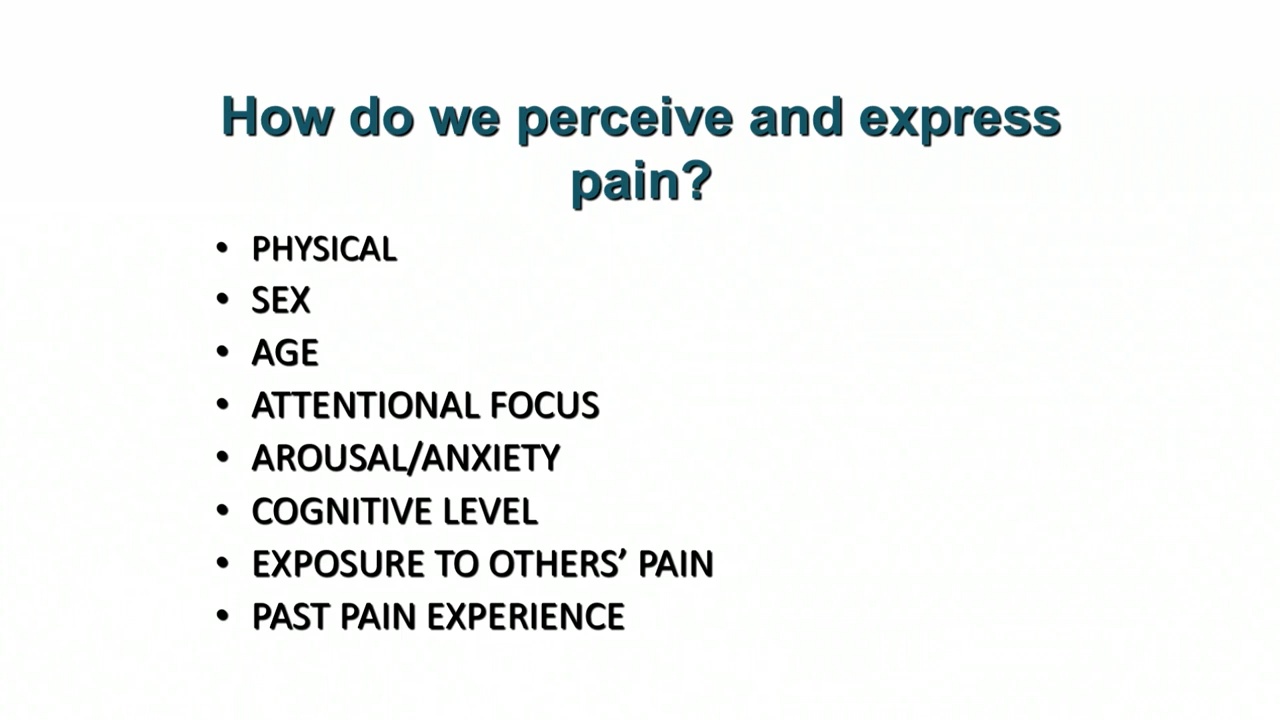 How do we perceive and express
pain?
• PHYSICAL
• SEX
• AGE
• ATTENTIONAL FOCUS
• AROUSAL/ANXIETY
• COGNITIVE LEVEL
• EXPOSURE TO OTHERS’ PAIN
• PAST PAIN EXPERIENCE